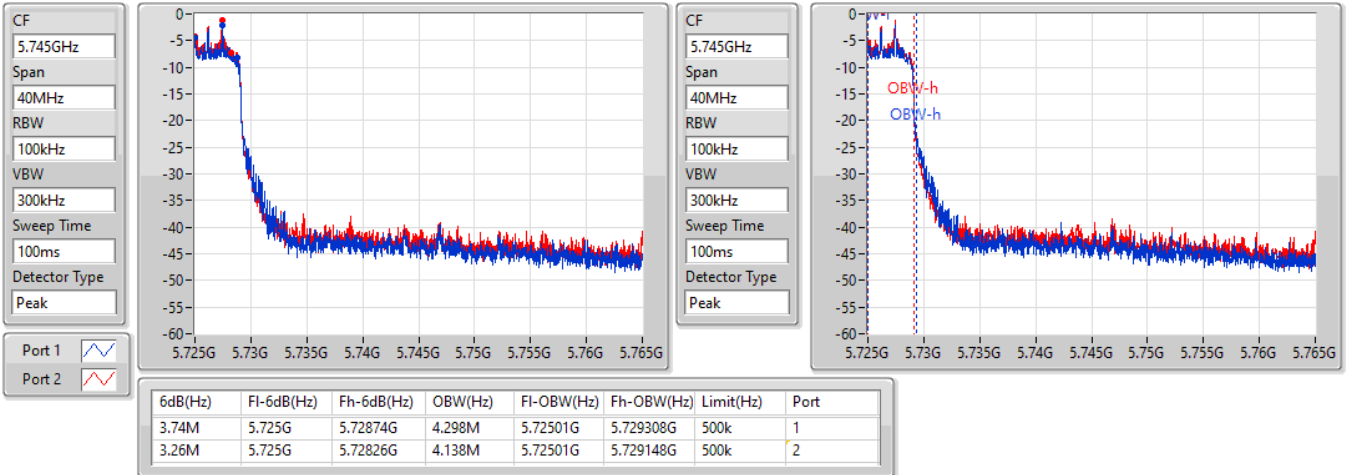 CF
5.745GHz
Span
40MHz
RBW
100kHz
VBW
300kHz
Sweep Time
100ms
Detector Type
Peak
Port 1
Port 2
0
-5
-10
-15
-20
-25
-30
-35
-40
-45
-50
-55
-60
5.725G 5.73G 5.735G 5.74G 5.745G 5.75G 5.755G 5.76G 5.765G
CF
5.745GHz
Span
40MHz
RBW
100kHz
VBW
300kHz
Sweep Time
100ms
Detector Type
Peak
0
-5
-10
-15
-20
-25
-30
-35
-40
-45
-50
-55
-60
OBW-h
OBW-h
5.725G 5.73G 5.735G 5.74G 5.745G 5.75G 5.755G 5.76G 5.765G
6dB(Hz) Fl-6dB(Hz) Fh-6dB(Hz) OBW(Hz) Fl-OBW(Hz) Fh-OBW(Hz) Limit(Hz) Port
3.74M 5.725G 5.72874G 4.298M 5.72501G 5.729308G 500k 1
3.26M 5.725G 5.72826G 4.138M 5.72501G 5.729148G 500k 2